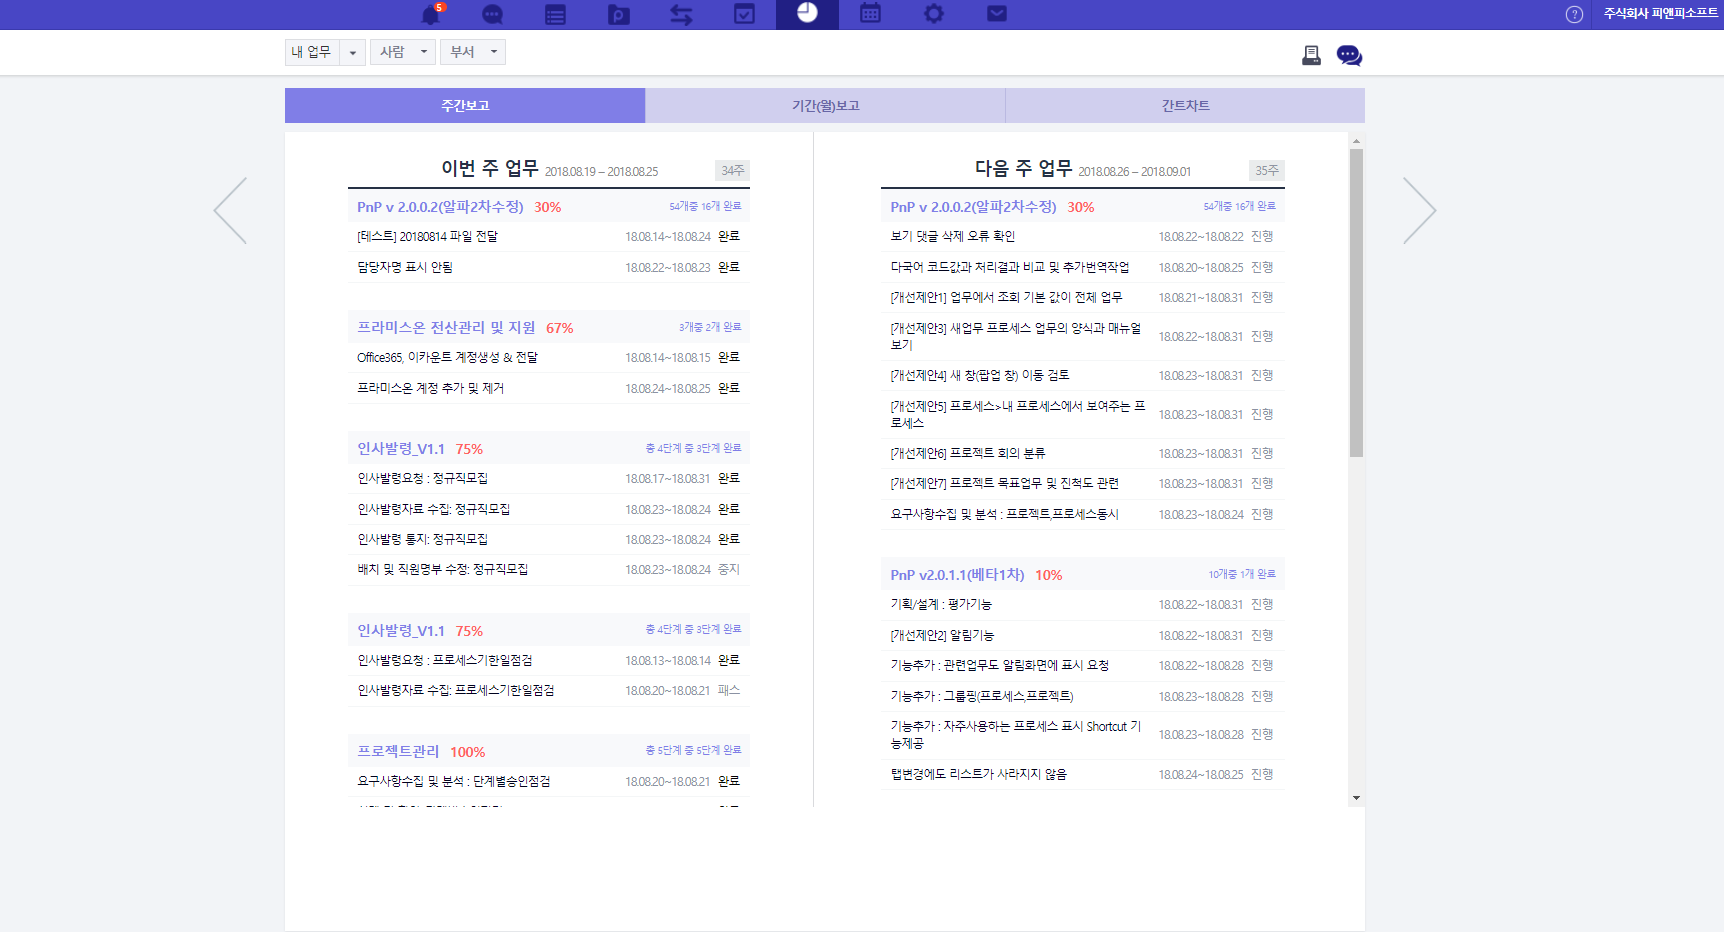 5
?
주식회사 피앤피소프트
내 업무
사람
부서
주간보고
기간(월)보고
간트차트
이번 주 업무 2018.08.19 – 2018.08.25 34주
PnP v 2.0.0.2(알파2차수정) 30% 54개중 16개 완료
[테스트] 20180814 파일 전달 18.08.14~18.08.24 완료
담당자명 표시 안됨 18.08.22~18.08.23 완료
프라미스온 전산관리 및 지원 67% 3개중 2개 완료
Office365, 이카운트 계정생성 & 전달 18.08.14~18.08.15 완료
프라미스온 계정 추가 및 제거 18.08.24~18.08.25 완료
인사발령_V1.1 75% 총 4단계 중 3단계 완료
인사발령요청 : 정규직모집 18.08.17~18.08.31 완료
인사발령자료 수집: 정규직모집 18.08.23~18.08.24 완료
인사발령 통지: 정규직모집 18.08.23~18.08.24 완료
배치 및 직원명부 수정: 정규직모집 18.08.23~18.08.24 중지
인사발령_V1.1 75% 총 4단계 중 3단계 완료
인사발령요청 : 프로세스기한일점검 18.08.13~18.08.14 완료
인사발령자료 수집: 프로세스기한일점검 18.08.20~18.08.21 패스
프로젝트관리 100% 총 5단계 중 5단계 완료
요구사항수집 및 분석 : 단계별승인점검 18.08.20~18.08.21 완료
다음 주 업무 2018.08.26 – 2018.09.01 35주
PnP v 2.0.0.2(알파2차수정) 30% 54개중 16개 완료
보기 댓글 삭제 오류 확인 18.08.22~18.08.22 진행
다국어 코드값과 처리결과 비교 및 추가번역작업 18.08.20~18.08.25 진행
[개선제안1] 업무에서 조회 기본 값이 전체 업무 18.08.21~18.08.31 진행
[개선제안3] 새업무 프로세스 업무의 양식과 매뉴얼
보기 18.08.22~18.08.31 진행
[개선제안4] 새 창(팝업 창) 이동 검토 18.08.23~18.08.31 진행
[개선제안5] 프로세스>내 프로세스에서 보여주는 프
로세스 18.08.23~18.08.31 진행
[개선제안6] 프로젝트 회의 분류 18.08.23~18.08.31 진행
[개선제안7] 프로젝트 목표업무 및 진척도 관련 18.08.23~18.08.31 진행
요구사항수집 및 분석 : 프로젝트,프로세스동시 18.08.23~18.08.24 진행
PnP v2.0.1.1(베타1차) 10% 10개중 1개 완료
기획/설계 : 평가기능 18.08.22~18.08.31 진행
[개선제안2] 알림기능 18.08.22~18.08.31 진행
기능추가 : 관련업무도 알림화면에 표시 요청 18.08.22~18.08.28 진행
기능추가 : 그룹핑(프로세스,프로젝트) 18.08.23~18.08.28 진행
기능추가 : 자주사용하는 프로세스 표시 Shortcut 기
능제공 18.08.23~18.08.28 진행
탭변경에도 리스트가 사라지지 않음 18.08.24~18.08.25 진행